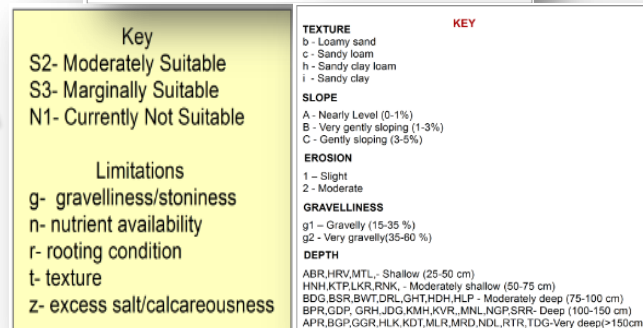 Key
S2- Moderately Suitable
S3- Marginally Suitable
N1- Currently Not Suitable
Limitations
g- gravelliness/stoniness
n- nutrient availability
r- rooting condition
t- texture
z- excess salt/calcareousness
KEY
TEXTURE
b - Loamy sand
c - Sandy loam
h - Sandy clay loam
i - Sandy clay
SLOPE
A - Nearly Level (0-1%)
B - Very gently sloping (1-3%)
C - Gently sloping (3-5%)
EROSION
1 – Slight
2 - Moderate
GRAVELLINESS
g1 – Gravelly (15-35 %)
g2 - Very gravelly(35-60 %)
DEPTH
ABR,HRV,MTL,- Shallow (25-50 cm)
HNH,KTP,LKR,RNK, - Moderately shallow (50-75 cm)
BDG,BSR,BWT,DRL,GHT,HDH,HLP - Moderately deep (75-100 cm)
BPR,GDP, GRH,JDG,KMH,KVR,,MNL,NGP,SRR- Deep (100-150 cm)
APR,BGP,GGR,HLK,KDT,MLR,MRD,NDL,RTR,TDG-Very deep(>150cm